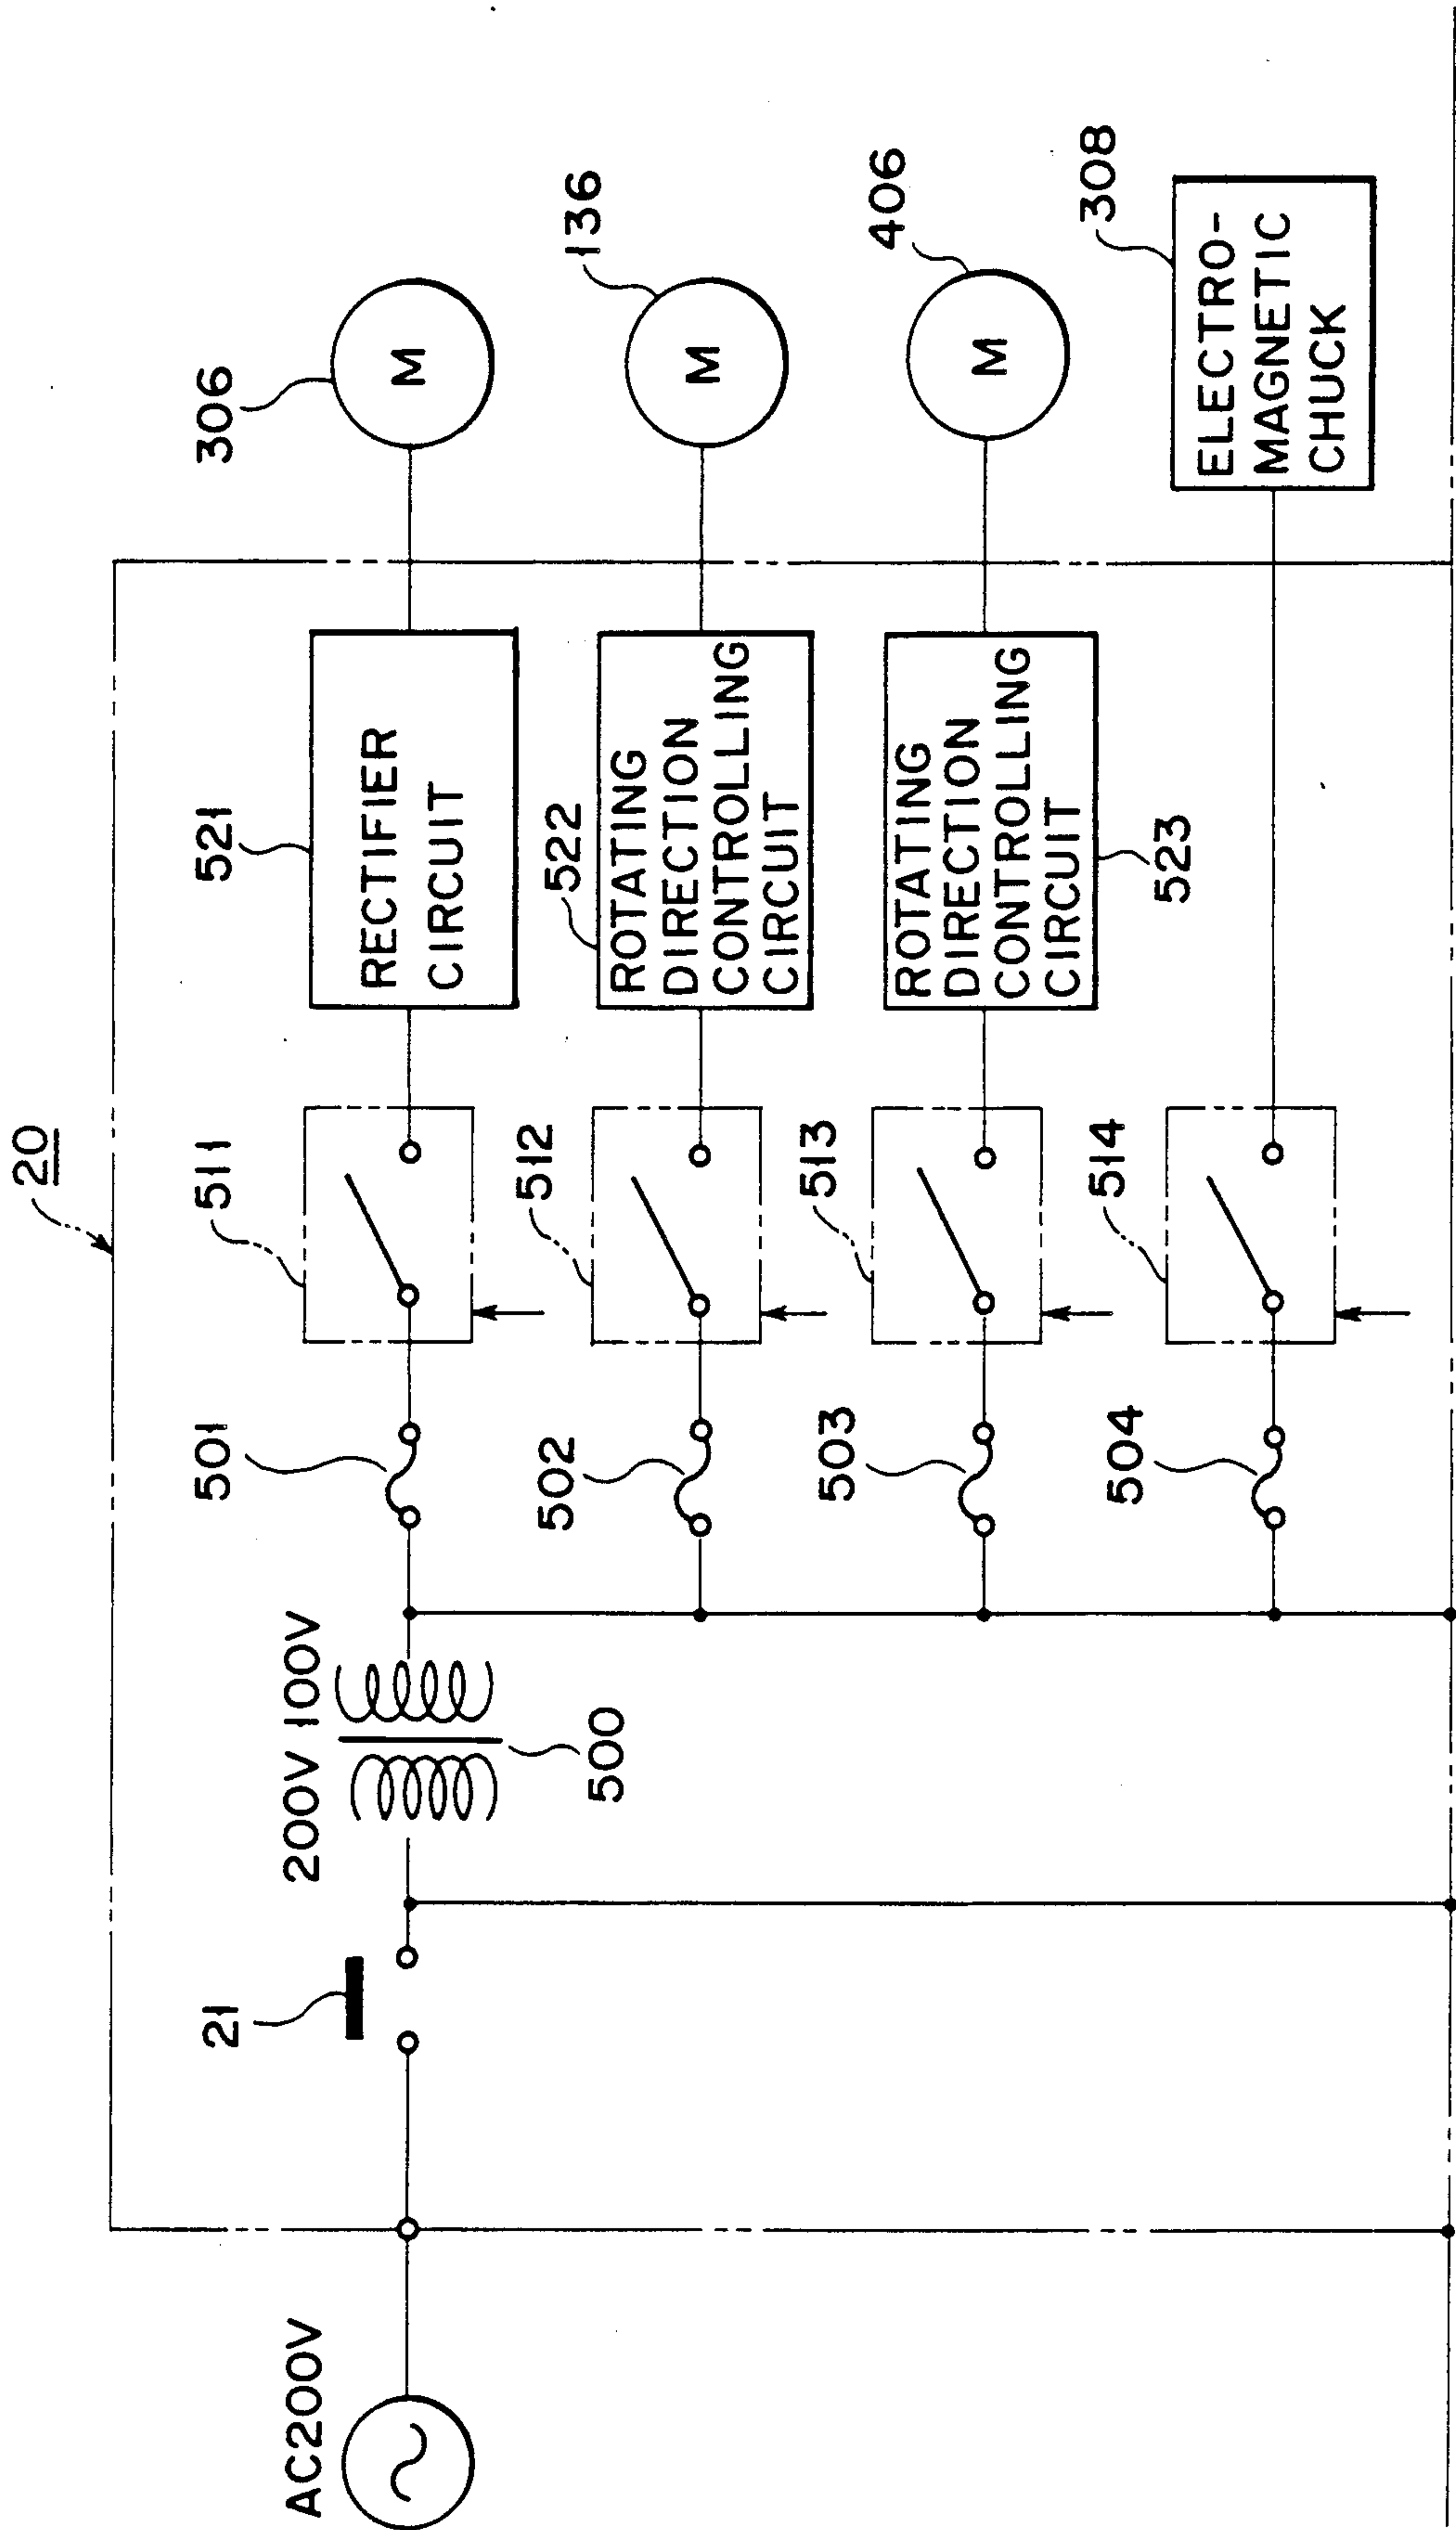 20
AC200V
21
200V 100V
500
501
511
521
RECTIFIER
CIRCUIT
306
M
502
512
522
ROTATING
DIRECTION
CONTROLLING
CIRCUIT
136
M
503
513
ROTATING
DIRECTION
CONTROLLING
CIRCUIT
523
406
M
504
514
308
ELECTRO-
MAGNETIC
CHUCK